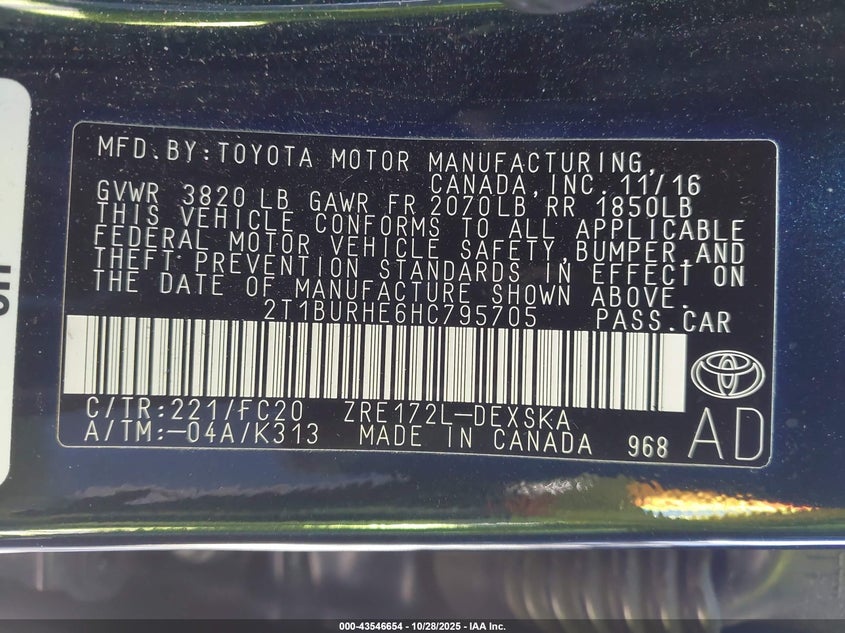 MFD.BY:TOYOTA MOTOR MANUFACTURING,
CANADA,INC. 11/16
GVWR 3820 LB GAWR FR 2070LB RR 1850LB
THIS VEHICLE CONFORMS TO ALL APPLICABLE
FEDERAL MOTOR VEHICLE SAFETY,BUMPER,AND
THEFT PREVENTION STANDARDS IN EFFECT ON
THE DATE OF MANUFACTURE SHOWN ABOVE.
2T1BURHE6HC795705 PASS.CAR
C/TR:221/FC20 ZRE172L-DEXSKA
A/TM:-04A/K313 MADE IN CANADA 968 AD
000-43546654 - 10/28/2025 - IAA Inc.